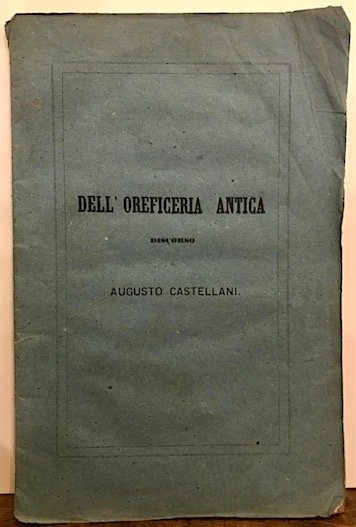 DELL' OREFICERIA ANTICA
DISCORSO
AUGUSTO CASTELLANI.